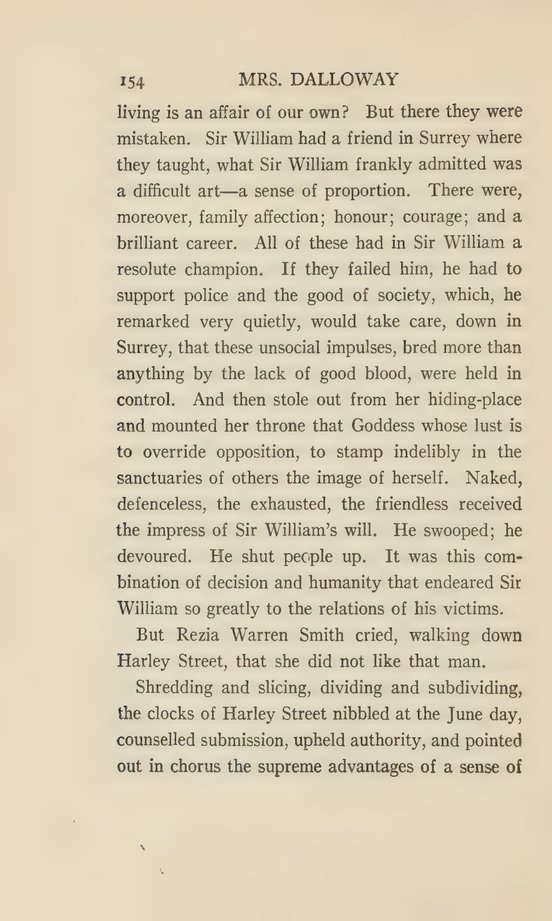 154 MRS. DALLOWAY
living is an affair of our own? But there they were
mistaken. Sir William had a friend in Surrey where
they taught, what Sir William frankly admitted was
a difficult art—a sense of proportion. There were,
moreover, family affection; honour; courage; and a
brilliant career. All of these had in Sir William a
resolute champion. If they failed him, he had to
support police and the good of society, which, he
remarked very quietly, would take care, down in
Surrey, that these unsocial impulses, bred more than
anything by the lack of good blood, were held in
control. And then stole out from her hiding-place
and mounted her throne that Goddess whose lust is
to override opposition, to stamp indelibly in the
sanctuaries of others the image of herself. Naked,
defenceless, the exhausted, the friendless received
the impress of Sir William's will. He swooped; he
devoured. He shut people up. It was this com-
bination of decision and humanity that endeared Sir
William so greatly to the relations of his victims.
But Rezia Warren Smith cried, walking down
Harley Street, that she did not like that man.
Shredding and slicing, dividing and subdividing,
the clocks of Harley Street nibbled at the June day,
counselled submission, upheld authority, and pointed
out in chorus the supreme advantages of a sense of